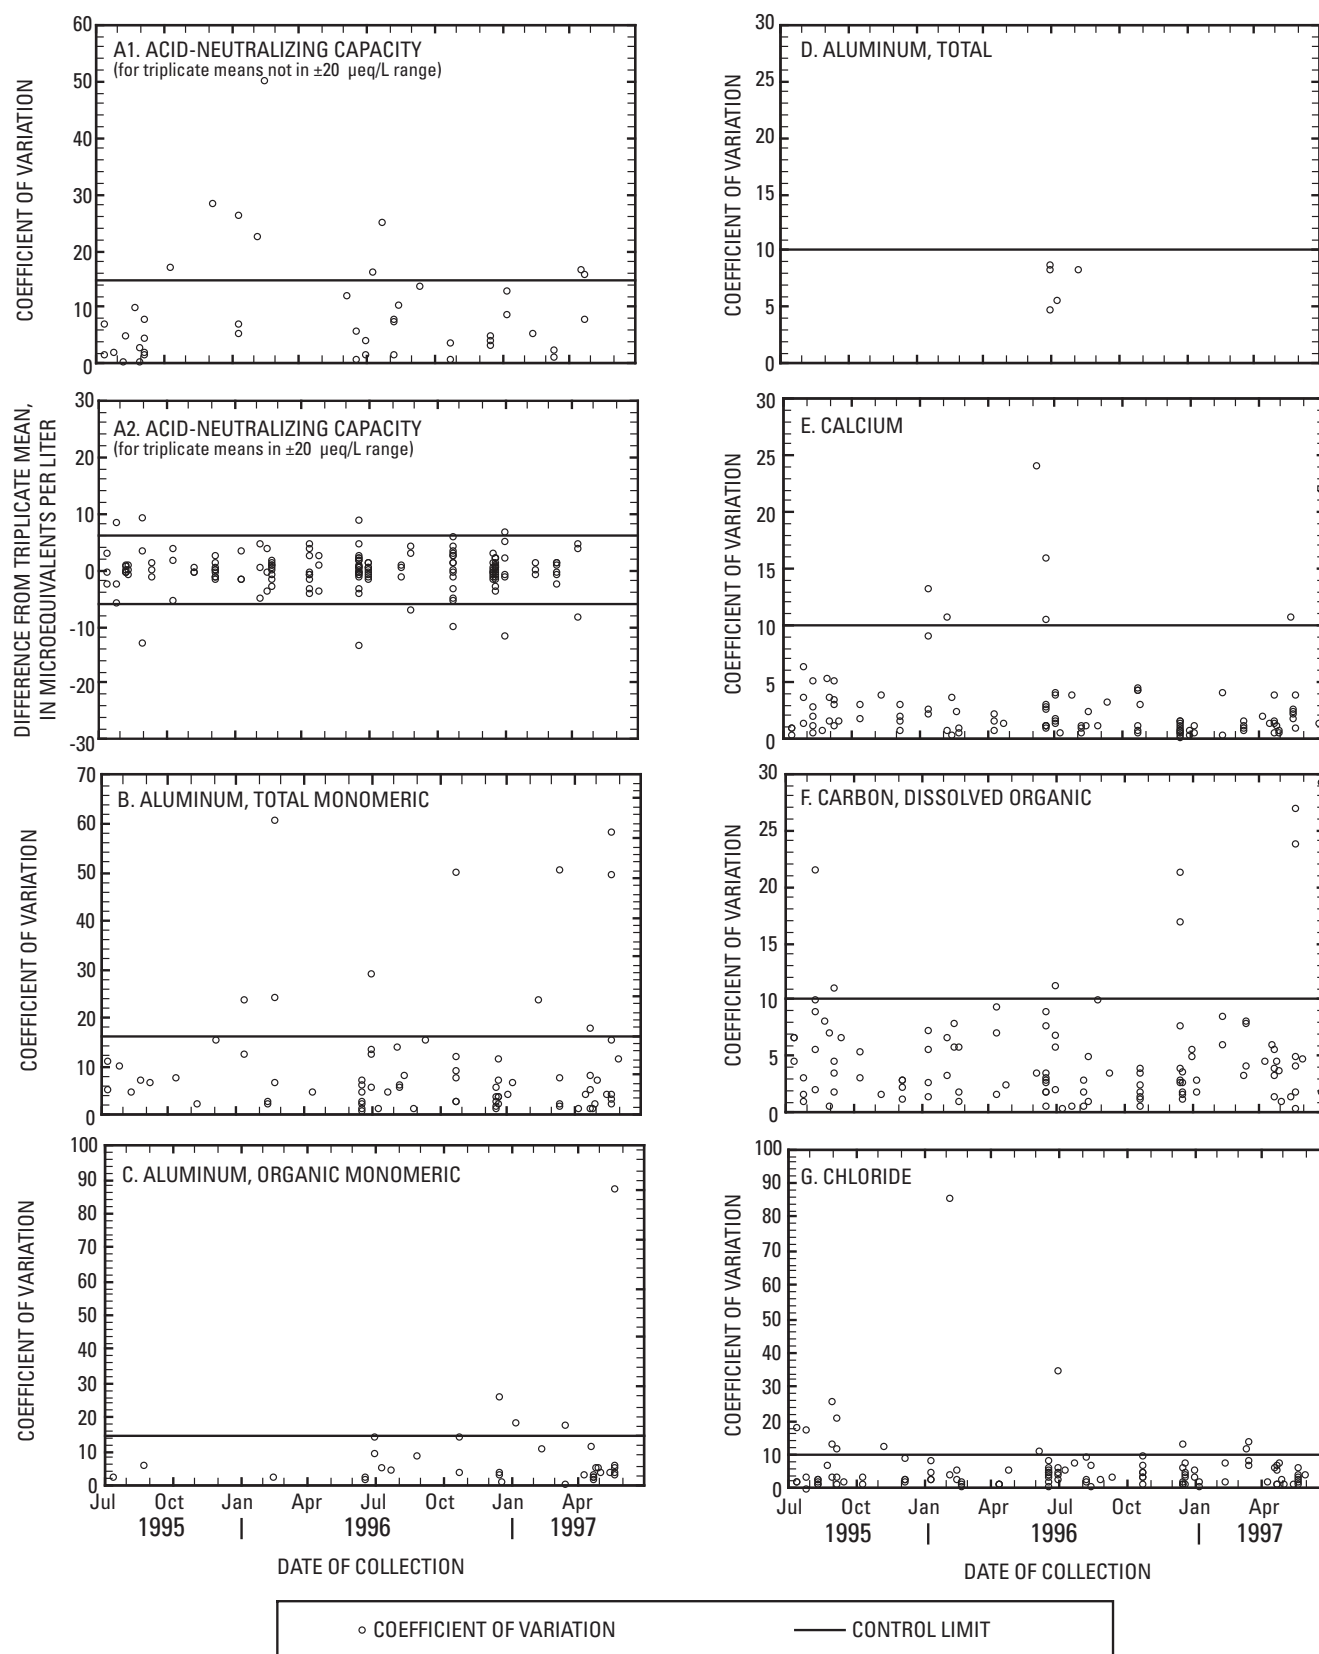 60
50
40
30
20
10
0
COEFFICIENT OF VARIATION
A1. ACID-NEUTRALIZING CAPACITY
(for triplicate means not in ±20 µeq/L range)
30
20
10
0
-10
-20
-30
DIFFERENCE FROM TRIPLICATE MEAN,
IN MICROEQUIVALENTS PER LITER
A2. ACID-NEUTRALIZING CAPACITY
(for triplicate means in ±20 µeq/L range)
70
60
50
40
30
20
10
0
COEFFICIENT OF VARIATION
B. ALUMINUM, TOTAL MONOMERIC
100
90
80
70
60
50
40
30
20
10
0
COEFFICIENT OF VARIATION
C. ALUMINUM, ORGANIC MONOMERIC
Jul Oct Jan Apr Jul Oct Jan Apr
1995 | 1996 | 1997
DATE OF COLLECTION
30
25
20
15
10
5
0
COEFFICIENT OF VARIATION
D. ALUMINUM, TOTAL
30
25
20
15
10
5
0
COEFFICIENT OF VARIATION
E. CALCIUM
30
25
20
15
10
5
0
COEFFICIENT OF VARIATION
F. CARBON, DISSOLVED ORGANIC
100
90
80
70
60
50
40
30
20
10
0
COEFFICIENT OF VARIATION
G. CHLORIDE
Jul Oct Jan Apr Jul Oct Jan Apr
1995 | 1996 | 1997
DATE OF COLLECTION
COEFFICIENT OF VARIATION
CONTROL LIMIT